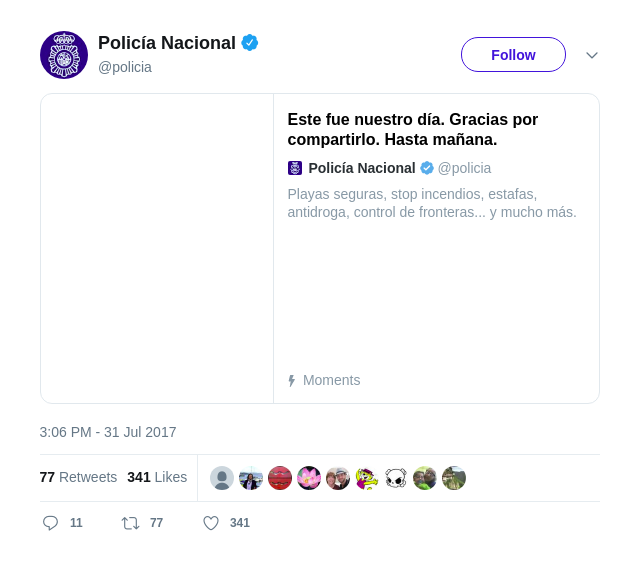 Policía Nacional
@policia
Follow
Este fue nuestro día. Gracias por
compartirlo. Hasta mañana.
Policía Nacional @policia
Playas seguras, stop incendios, estafas,
antidroga, control de fronteras... y mucho más.
Moments
3:06 PM - 31 Jul 2017
77 Retweets 341 Likes
11 77 341